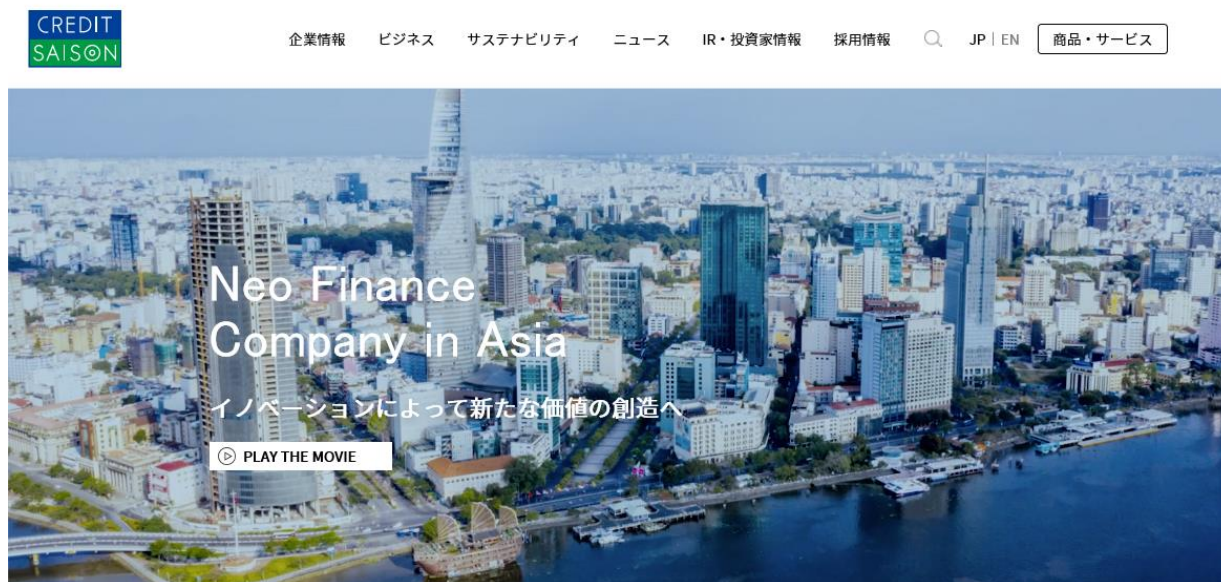 CREDIT
SAISON
企業情報 ビジネス サステナビリティ ニュース IR・投資家情報 採用情報 JP | EN 商品・サービス
Neo Finance
Company in Asia
イノベーションによって新たな価値の創造へ
PLAY THE MOVIE